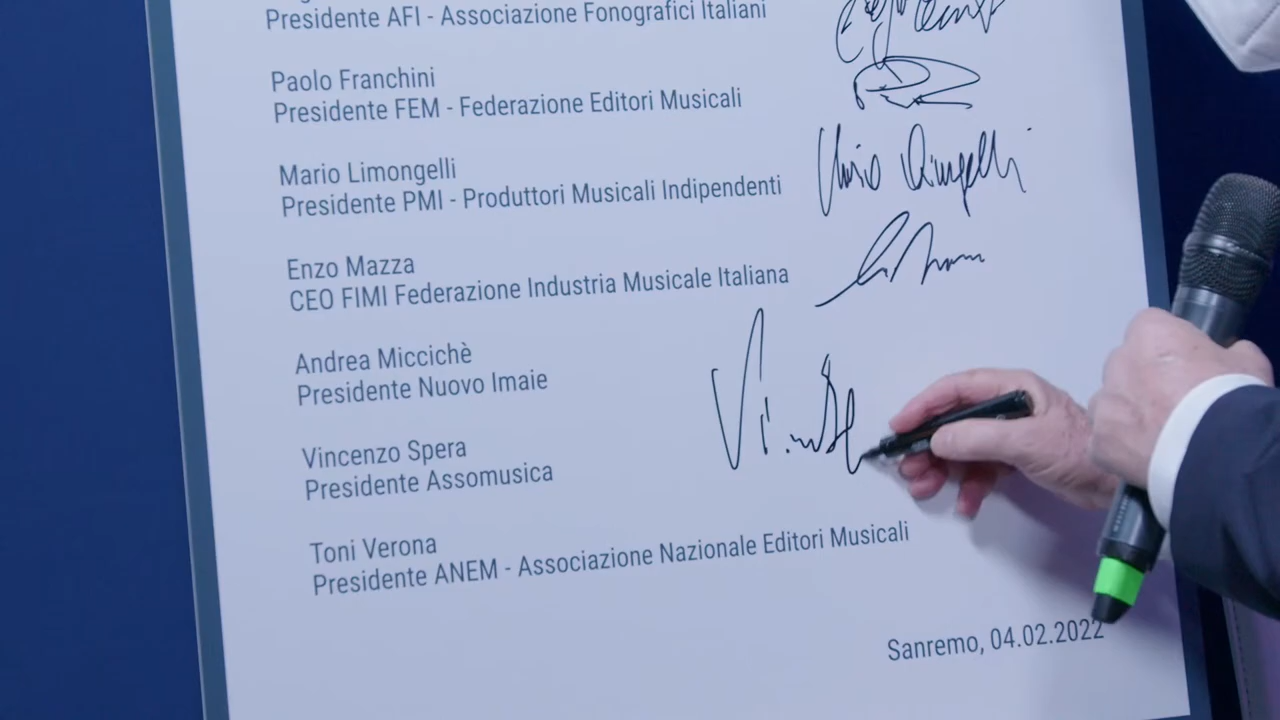 Presidente AFI - Associazione Fonografici Italiani
Paolo Franchini
Presidente FEM - Federazione Editori Musicali
Mario Limongelli
Presidente PMI - Produttori Musicali Indipendenti
Enzo Mazza
CEO FIMI Federazione Industria Musicale Italiana
Andrea Miccichè
Presidente Nuovo Imaie
Vincenzo Spera
Presidente Assomusica
Toni Verona
Presidente ANEM - Associazione Nazionale Editori Musicali
Sanremo, 04.02.2022